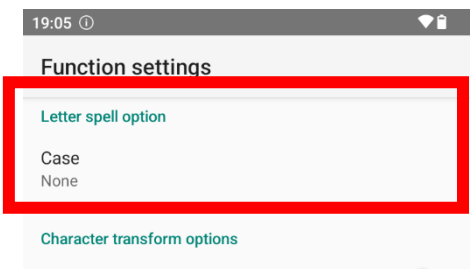 19:05
Function settings
Letter spell option
Case
None
Character transform options